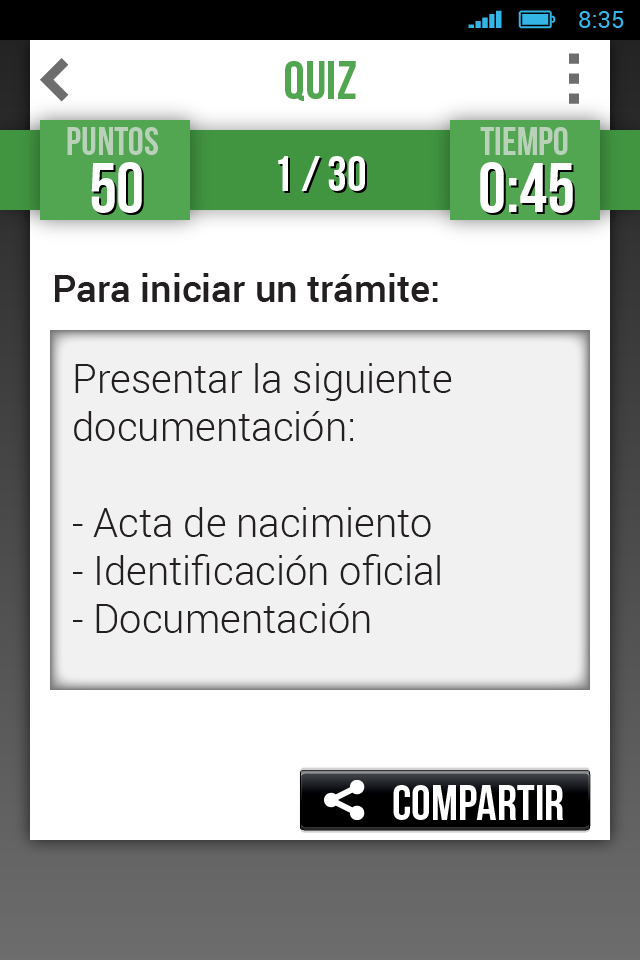 8:35
QUIZ
PUNTOS
50
1 / 30
TIEMPO
0:45
Para iniciar un trámite:
Presentar la siguiente
documentación:
- Acta de nacimiento
- Identificación oficial
- Documentación
COMPARTIR